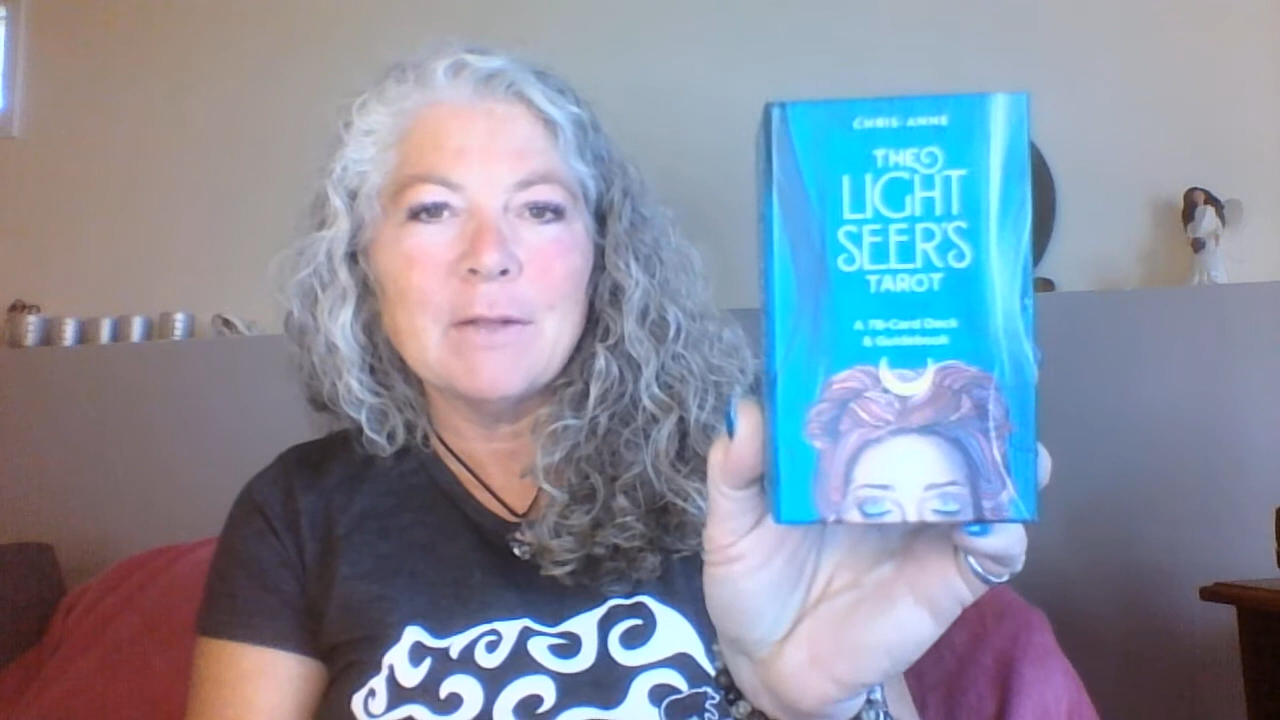 CHRIS-ANNE
THE
LIGHT
SEER'S
TAROT
A 78-Card Deck
& Guidebook